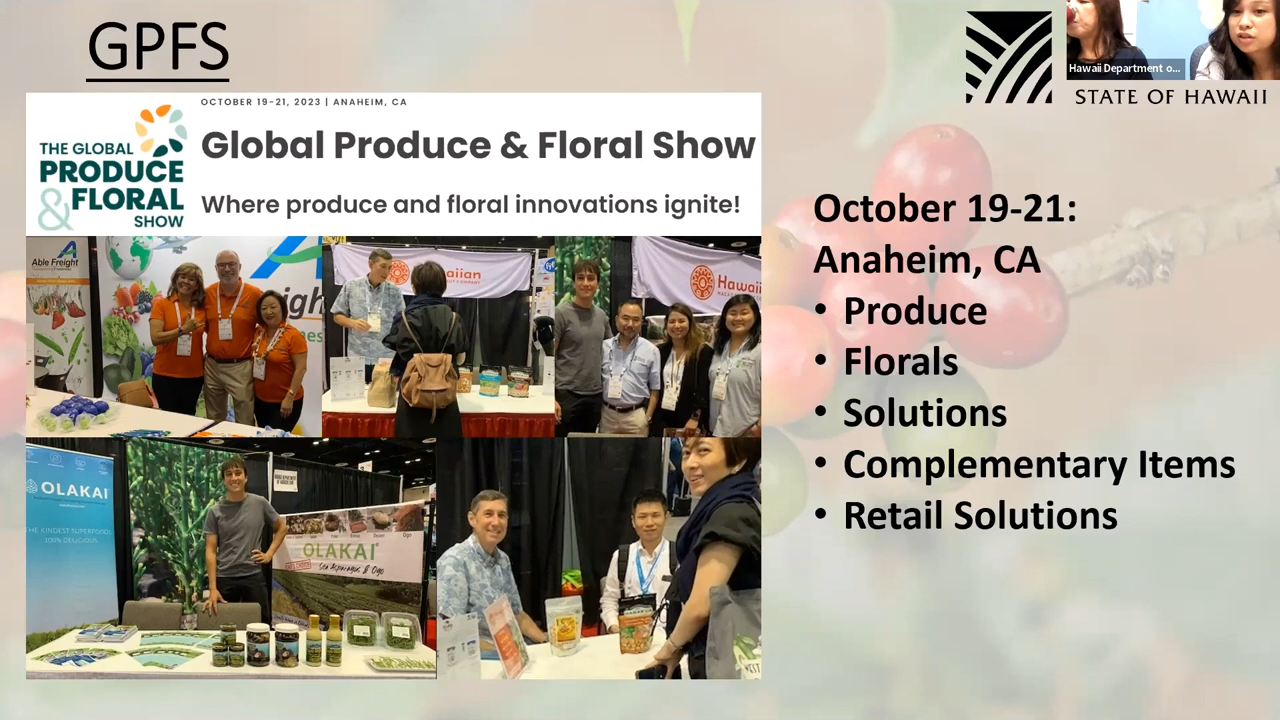 GPFS
OCTOBER 19-21, 2023 | ANAHEIM, CA
THE GLOBAL
PRODUCE
& FLORAL
SHOW
Global Produce & Floral Show
Where produce and floral innovations ignite!
Hawaii Department o...
STATE OF HAWAII
October 19-21:
Anaheim, CA
• Produce
• Florals
• Solutions
• Complementary Items
• Retail Solutions
Able Freight
Hawaii
OLAKAI
THE KINDEST SUPERFOODS
100% DELICIOUS
OLAKAI
Sea Asparagus & Ogo